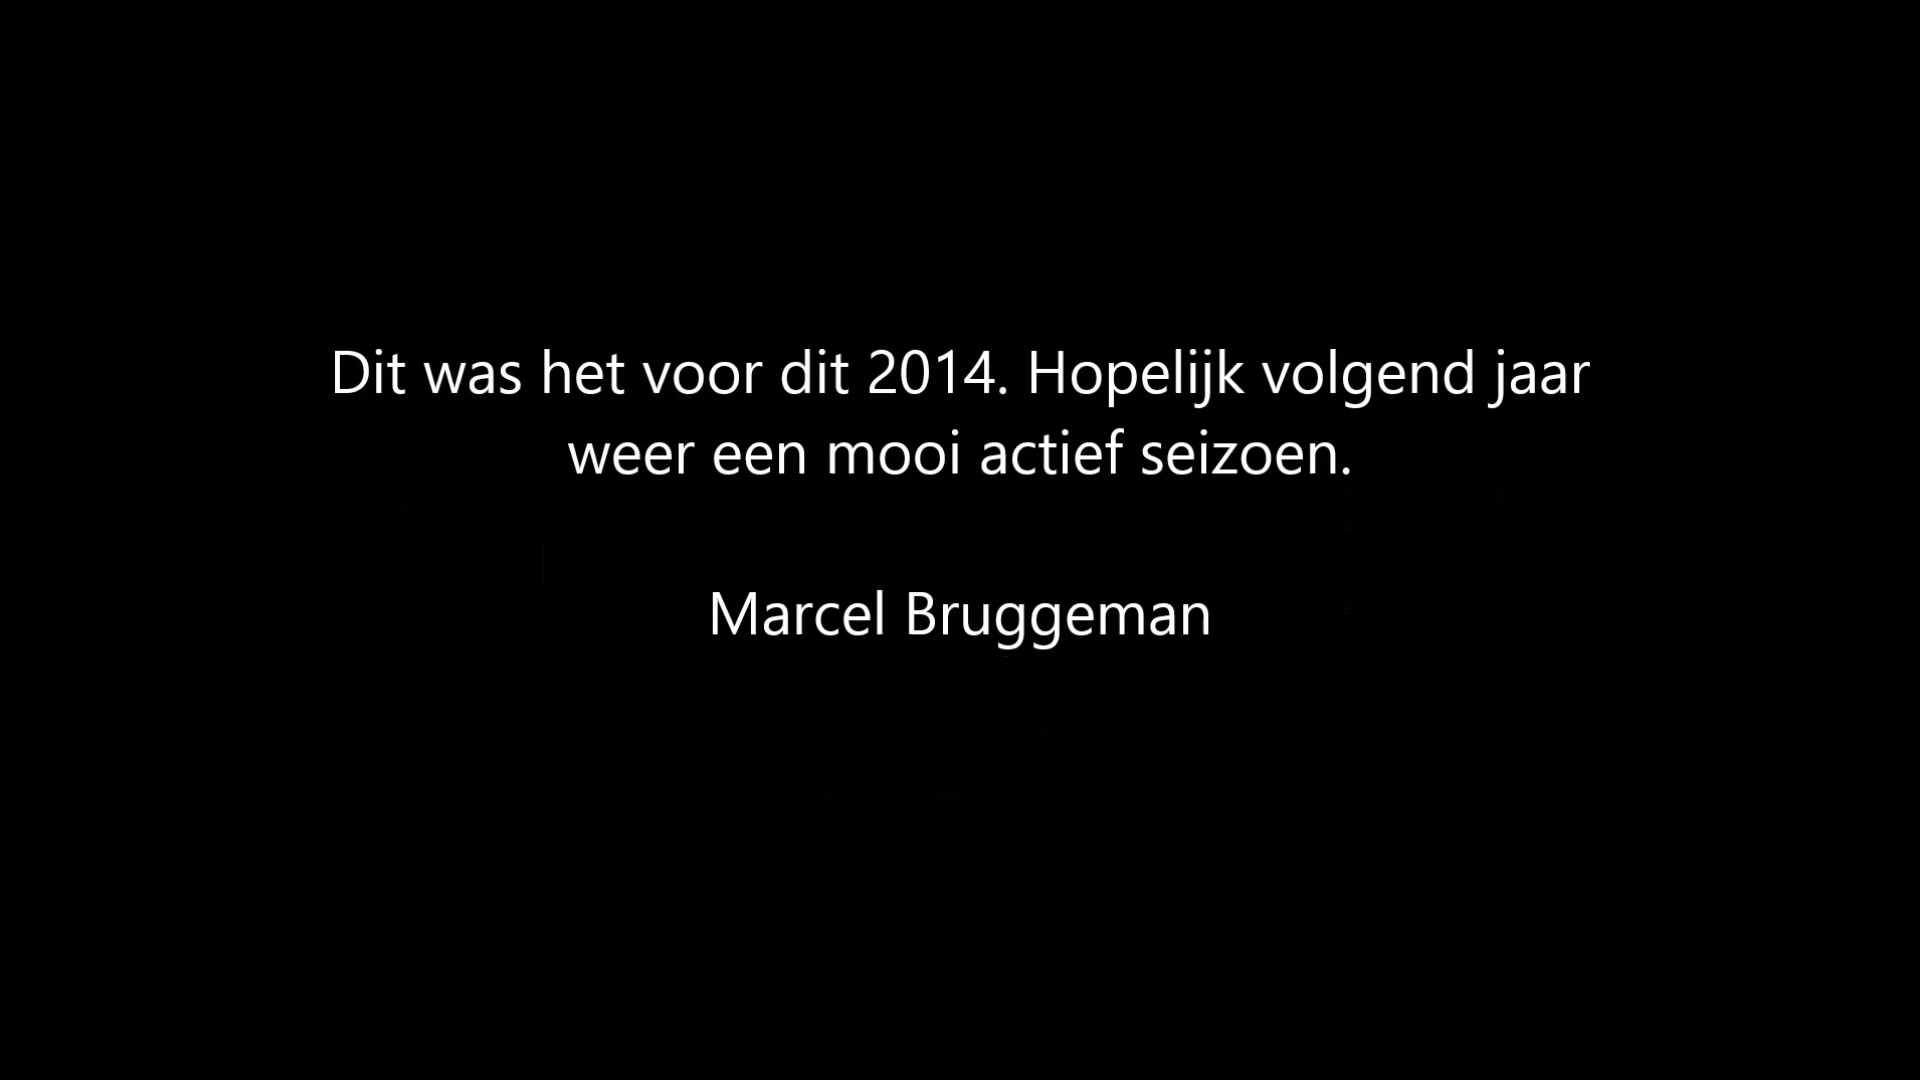 Dit was het voor dit 2014. Hopelijk volgend jaar
weer een mooi actief seizoen.
Marcel Bruggeman